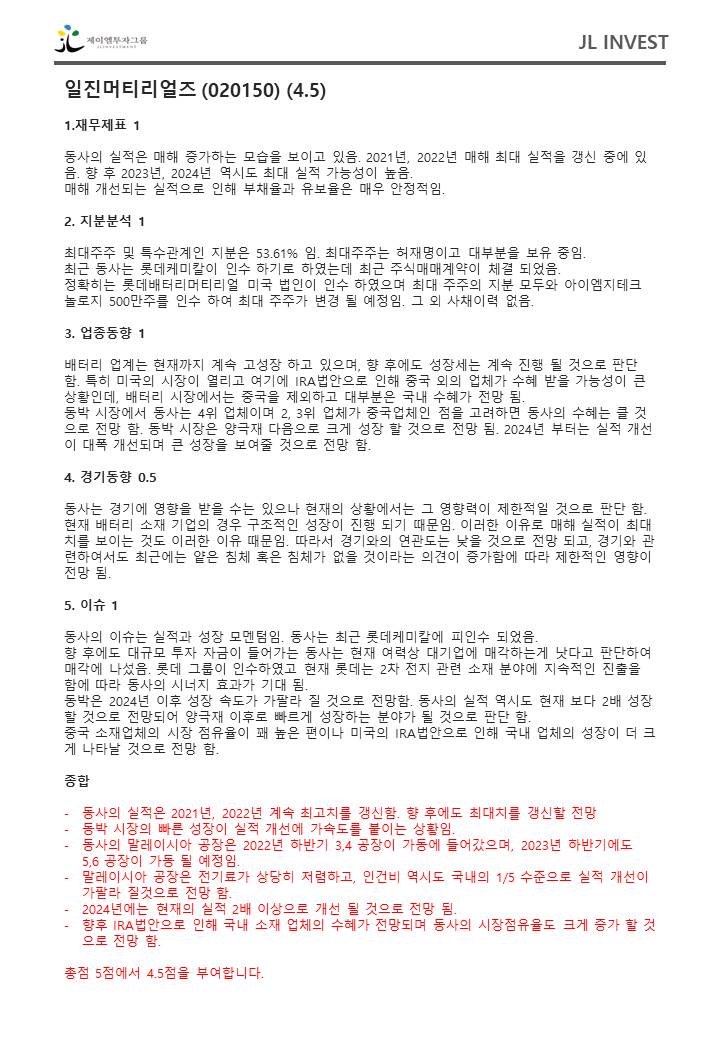 제이엘투자그룹
JL INVESTMENT
JL INVEST
일진머티리얼즈 (020150) (4.5)
1.재무제표 1
동사의 실적은 매해 증가하는 모습을 보이고 있음. 2021년, 2022년 매해 최대 실적을 갱신 중에 있
음. 향 후 2023년, 2024년 역시도 최대 실적 가능성이 높음.
매해 개선되는 실적으로 인해 부채율과 유보율은 매우 안정적임.
2. 지분분석 1
최대주주 및 특수관계인 지분은 53.61% 임. 최대주주는 허재명이고 대부분을 보유 중임.
최근 동사는 롯데케미칼이 인수 하기로 하였는데 최근 주식매매계약이 체결 되었음.
정확히는 롯데배터리머티리얼 미국 법인이 인수 하였으며 최대 주주의 지분 모두와 아이엠지테크
놀로지 500만주를 인수 하여 최대 주주가 변경 될 예정임. 그 외 사채이력 없음.
3. 업종동향 1
배터리 업계는 현재까지 계속 고성장 하고 있으며, 향 후에도 성장세는 계속 진행 될 것으로 판단
함. 특히 미국의 시장이 열리고 여기에 IRA법안으로 인해 중국 외의 업체가 수혜 받을 가능성이 큰
상황인데, 배터리 시장에서는 중국을 제외하고 대부분은 국내 수혜가 전망 됨.
동박 시장에서 동사는 4위 업체이며 2, 3위 업체가 중국업체인 점을 고려하면 동사의 수혜는 클 것
으로 전망 함. 동박 시장은 양극재 다음으로 크게 성장 할 것으로 전망 됨. 2024년 부터는 실적 개선
이 대폭 개선되며 큰 성장을 보여줄 것으로 전망 함.
4. 경기동향 0.5
동사는 경기에 영향을 받을 수는 있으나 현재의 상황에서는 그 영향력이 제한적일 것으로 판단 함.
현재 배터리 소재 기업의 경우 구조적인 성장이 진행 되기 때문임. 이러한 이유로 매해 실적이 최대
치를 보이는 것도 이러한 이유 때문임. 따라서 경기와의 연관도는 낮을 것으로 전망 되고, 경기와 관
련하여서도 최근에는 얕은 침체 혹은 침체가 없을 것이라는 의견이 증가함에 따라 제한적인 영향이
전망 됨.
5. 이슈 1
동사의 이슈는 실적과 성장 모멘텀임. 동사는 최근 롯데케미칼에 피인수 되었음.
향 후에도 대규모 투자 자금이 들어가는 동사는 현재 여력상 대기업에 매각하는게 낫다고 판단하여
매각에 나섰음. 롯데 그룹이 인수하였고 현재 롯데는 2차 전지 관련 소재 분야에 지속적인 진출을
함에 따라 동사의 시너지 효과가 기대 됨.
동박은 2024년 이후 성장 속도가 가팔라 질 것으로 전망함. 동사의 실적 역시도 현재 보다 2배 성장
할 것으로 전망되어 양극재 이후로 빠르게 성장하는 분야가 될 것으로 판단 함.
중국 소재업체의 시장 점유율이 꽤 높은 편이나 미국의 IRA법안으로 인해 국내 업체의 성장이 더 크
게 나타날 것으로 전망 함.
종합
- 동사의 실적은 2021년, 2022년 계속 최고치를 갱신함. 향 후에도 최대치를 갱신할 전망
- 동박 시장의 빠른 성장이 실적 개선에 가속도를 붙이는 상황임.
- 동사의 말레이시아 공장은 2022년 하반기 3,4 공장이 가동에 들어갔으며, 2023년 하반기에도
5,6 공장이 가동 될 예정임.
- 말레이시아 공장은 전기료가 상당히 저렴하고, 인건비 역시도 국내의 1/5 수준으로 실적 개선이
가팔라 질것으로 전망 함.
- 2024년에는 현재의 실적 2배 이상으로 개선 될 것으로 전망 됨.
- 향후 IRA법안으로 인해 국내 소재 업체의 수혜가 전망되며 동사의 시장점유율도 크게 증가 할 것
으로 전망 함.
총점 5점에서 4.5점을 부여합니다.